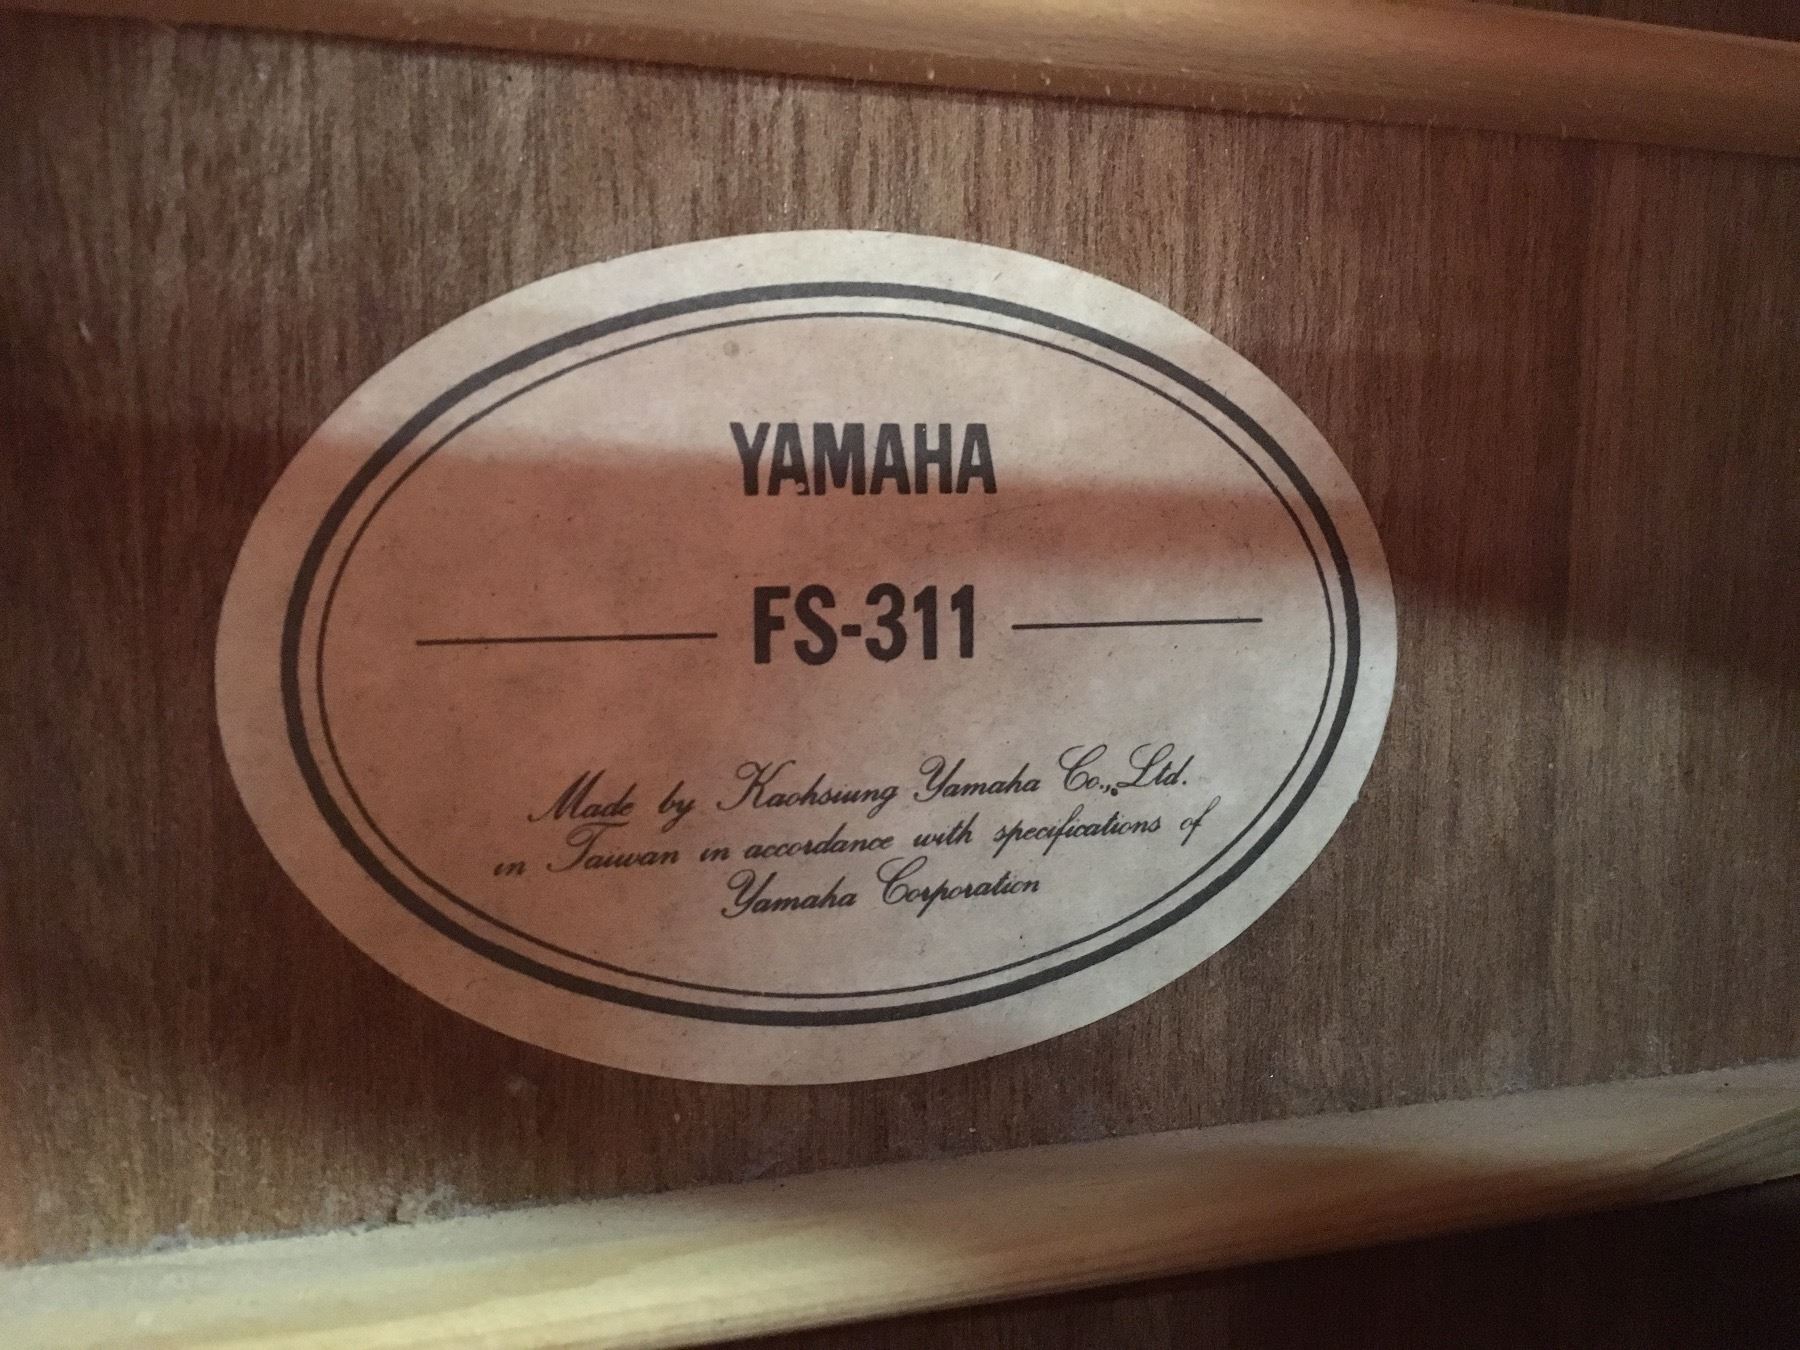 YAMAHA
FS-311
Made by Kaohsiung Yamaha Co., Ltd.
in Taiwan in accordance with specifications of
Yamaha Corporation